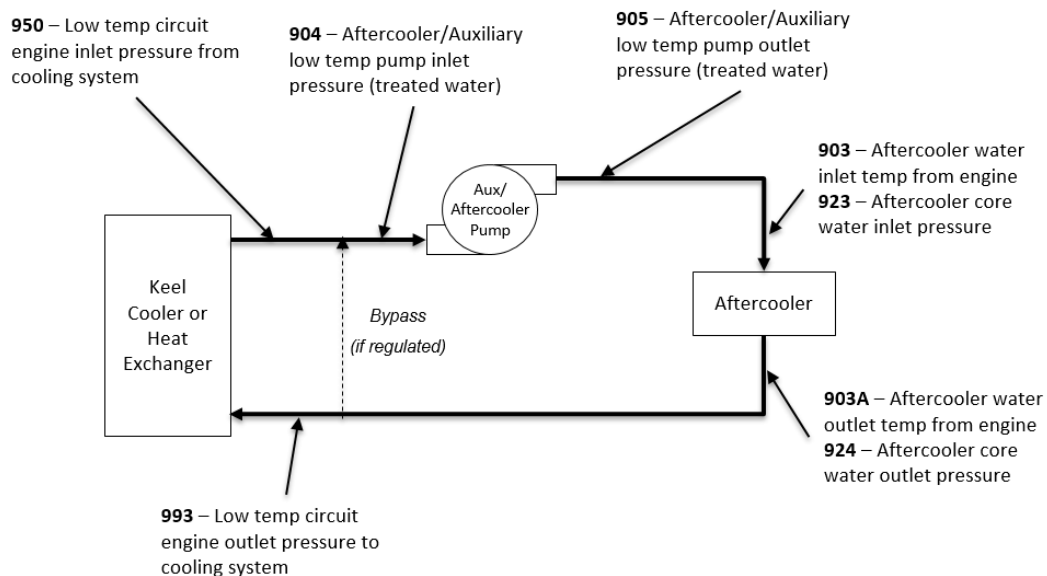 950 – Low temp circuit
engine inlet pressure from
cooling system
904 – Aftercooler/Auxiliary
low temp pump inlet
pressure (treated water)
905 – Aftercooler/Auxiliary
low temp pump outlet
pressure (treated water)
903 – Aftercooler water
inlet temp from engine
923 – Aftercooler core
water inlet pressure
Aux/
Aftercooler
Pump
Keel
Cooler or
Heat
Exchanger
Bypass
(if regulated)
Aftercooler
903A – Aftercooler water
outlet temp from engine
924 – Aftercooler core
water outlet pressure
993 – Low temp circuit
engine outlet pressure to
cooling system